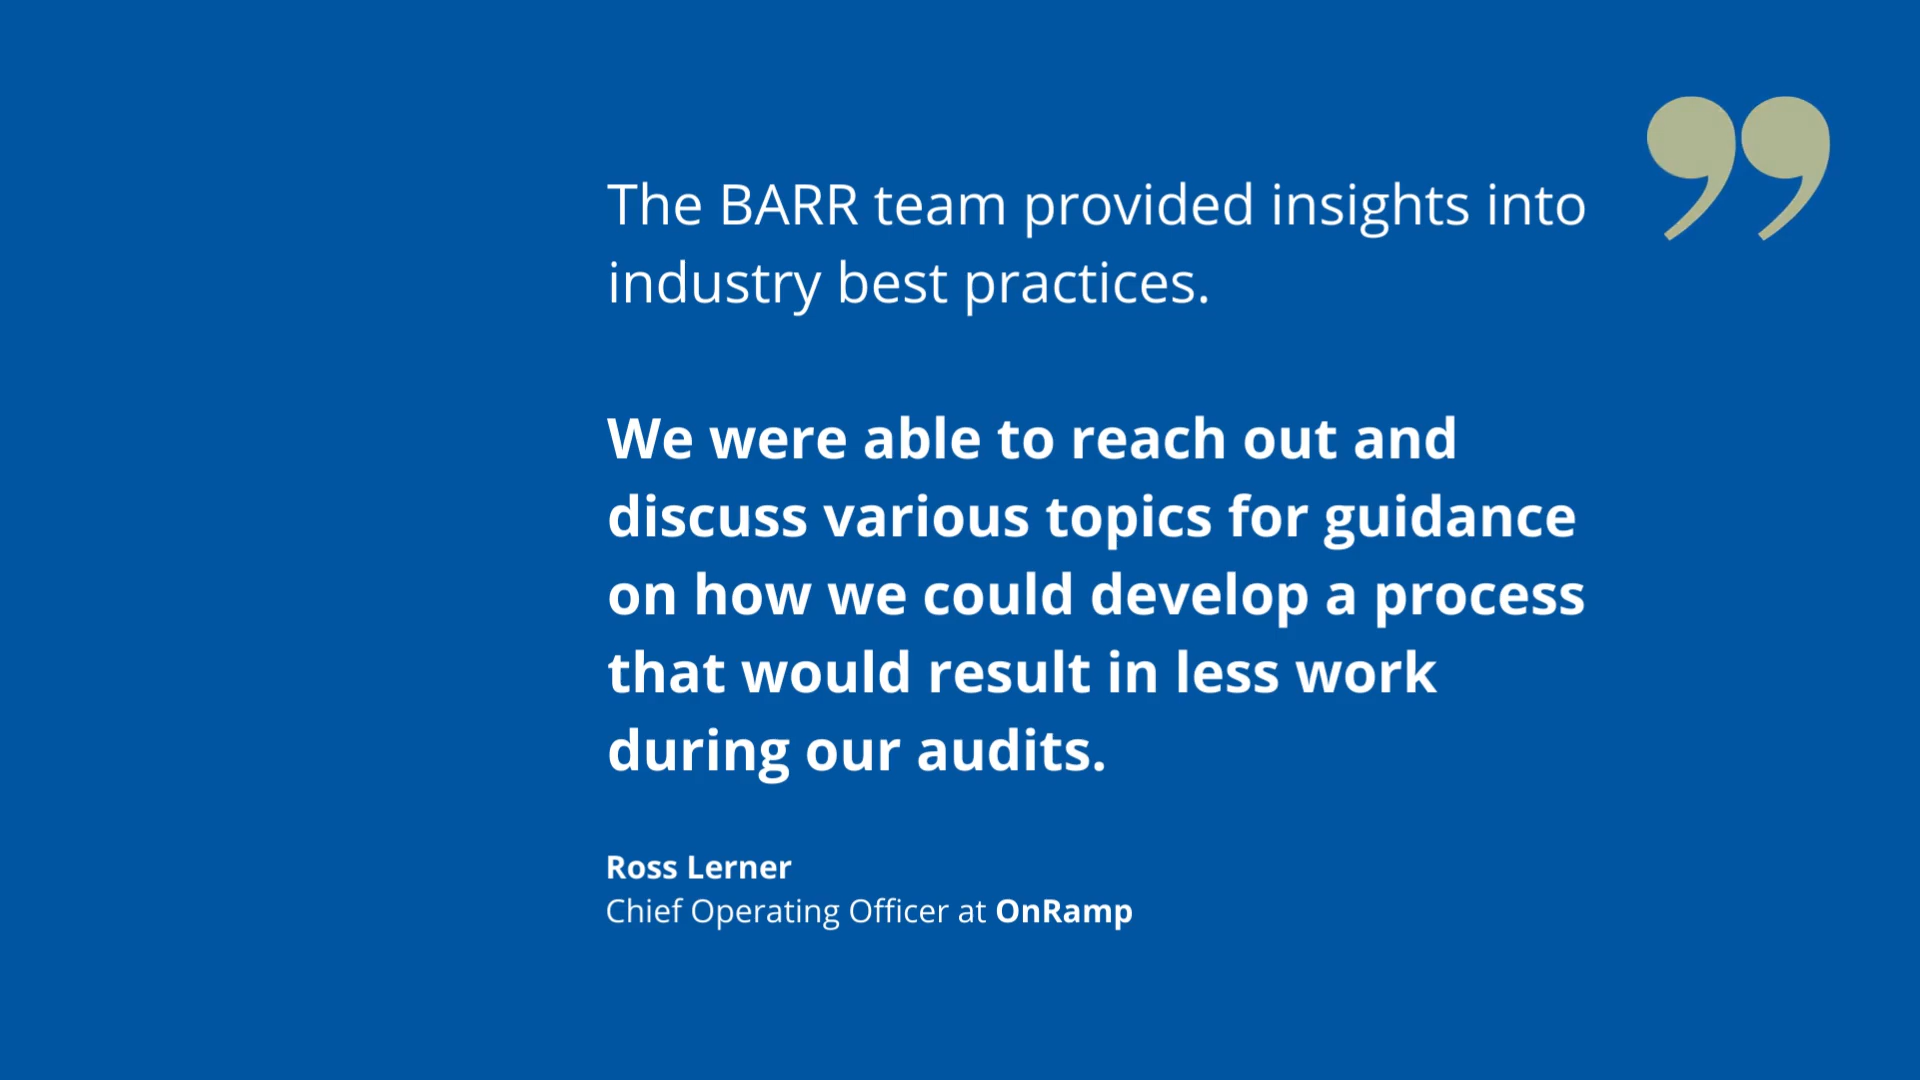 The BARR team provided insights into
industry best practices.
We were able to reach out and
discuss various topics for guidance
on how we could develop a process
that would result in less work
during our audits.
Ross Lerner
Chief Operating Officer at OnRamp